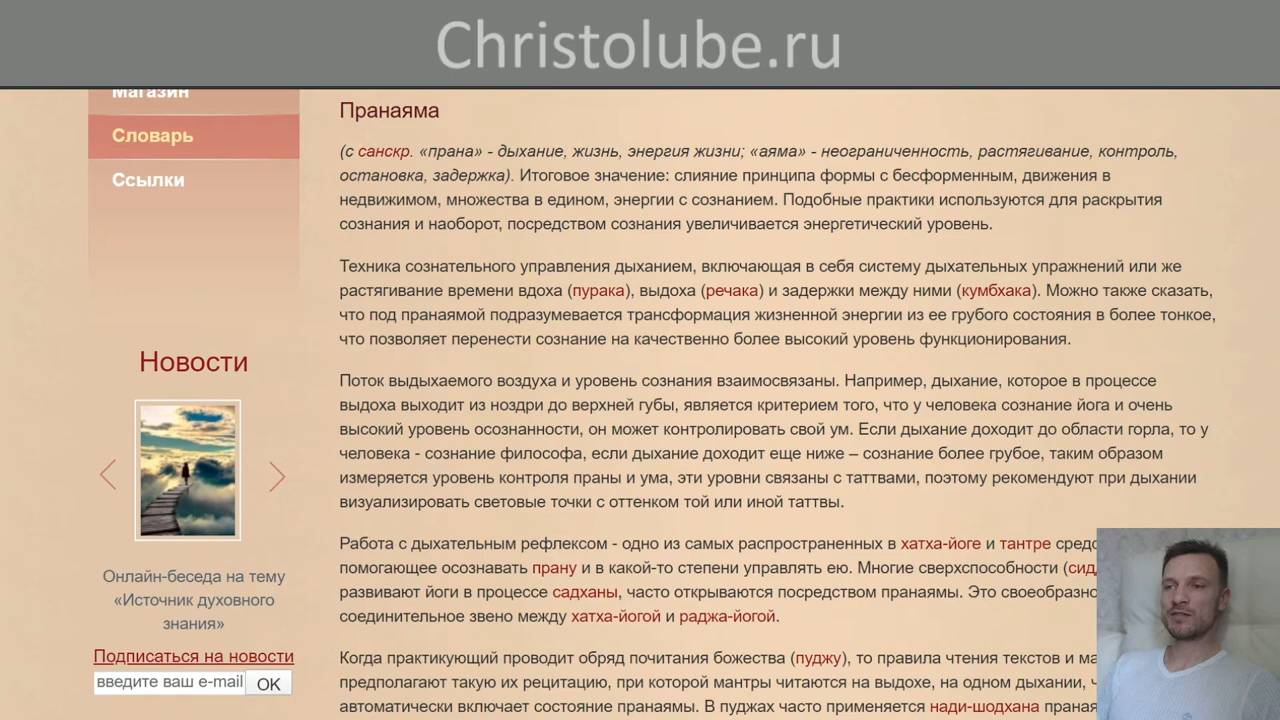 Christolube.ru
Магазин
Словарь
Ссылки
Новости
Онлайн-беседа на тему
«Источник духовного
знания»
Подписаться на новости
введите ваш e-mail
OK
Пранаяма
(с санскр. «прана» - дыхание, жизнь, энергия жизни; «аяма» - неограниченность, растягивание, контроль,
остановка, задержка). Итоговое значение: слияние принципа формы с бесформенным, движения в
недвижимом, множества в едином, энергии с сознанием. Подобные практики используются для раскрытия
сознания и наоборот, посредством сознания увеличивается энергетический уровень.
Техника сознательного управления дыханием, включающая в себя систему дыхательных упражнений или же
растягивание времени вдоха (пурака), выдоха (речака) и задержки между ними (кумбхака). Можно также сказать,
что под пранаямой подразумевается трансформация жизненной энергии из ее грубого состояния в более тонкое,
что позволяет перенести сознание на качественно более высокий уровень функционирования.
Поток выдыхаемого воздуха и уровень сознания взаимосвязаны. Например, дыхание, которое в процессе
выдоха выходит из ноздри до верхней губы, является критерием того, что у человека сознание йога и очень
высокий уровень осознанности, он может контролировать свой ум. Если дыхание доходит до области горла, то у
человека - сознание философа, если дыхание доходит еще ниже – сознание более грубое, таким образом
измеряется уровень контроля праны и ума, эти уровни связаны с таттвами, поэтому рекомендуют при дыхании
визуализировать световые точки с оттенком той или иной таттвы.
Работа с дыхательным рефлексом - одно из самых распространенных в хатха-йоге и тантре
помогающее осознавать прану и в какой-то степени управлять ею. Многие сверхспособности
развивают йоги в процессе садханы, часто открываются посредством пранаямы. Это
соединительное звено между хатха-йогой и раджа-йогой.
Когда практикующий проводит обряд почитания божества (пуджу), то правила чтения текстов и
предполагают такую их рецитацию, при которой мантры читаются на выдохе, на одном дыхании,
автоматически включает состояние пранаямы. В пуджах часто применяется нади-шодхана